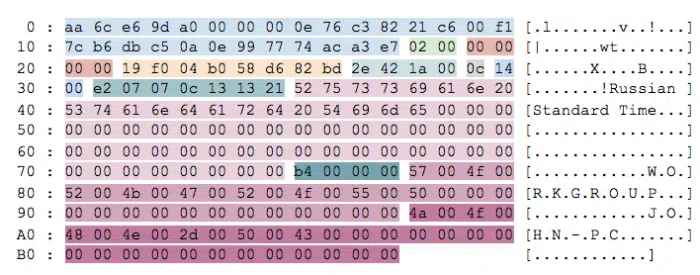 0 : aa 6c e6 9d a0 00 00 00 0e 76 c3 82 21 c6 00 f1 [.l.......v..!...
10 : 7c b6 db c5 0a 0e 99 77 74 ac a3 e7 02 00 00 00 [|......wt.......
20 : 00 00 19 f0 04 b0 58 d6 82 bd 2e 42 1a 00 0c 14 [......X....B....
30 : 00 e2 07 07 0c 13 13 21 52 75 73 73 69 61 6e 20 [.......!Russian
40 : 53 74 61 6e 64 61 72 64 20 54 69 6d 65 00 00 00 [Standard Time...]
50 : 00 00 00 00 00 00 00 00 00 00 00 00 00 00 00 00 [................
60 : 00 00 00 00 00 00 00 00 00 00 00 00 00 00 00 00 [................
70 : 00 00 00 00 00 00 00 00 b4 00 00 00 57 00 4f 00 [............W.O.
80 : 52 00 4b 00 47 00 52 00 4f 00 55 00 50 00 00 00 [R.K.G.R.O.U.P...
90 : 00 00 00 00 00 00 00 00 00 00 00 00 4a 00 4f 00 [............J.O.
A0 : 48 00 4e 00 2d 00 50 00 43 00 00 00 00 00 00 00 [H.N.-.P.C.......
B0 : 00 00 00 00 00 00 00 00 00 00 00 00 [............]